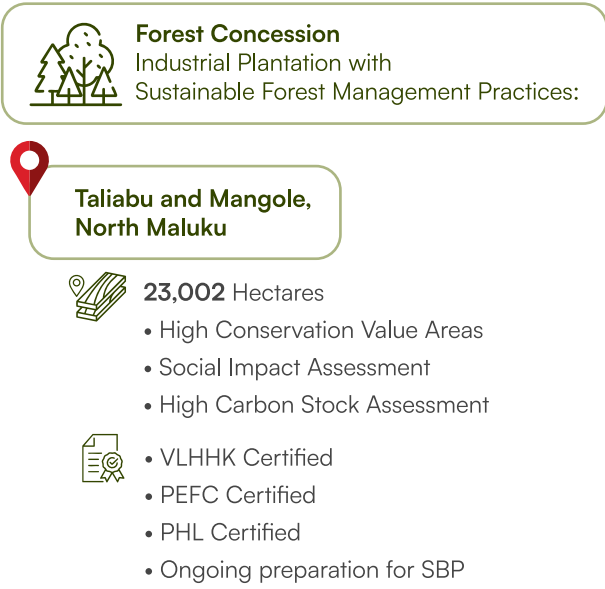 Forest Concession
Industrial Plantation with
Sustainable Forest Management Practices:
Taliabu and Mangole,
North Maluku
23,002 Hectares
• High Conservation Value Areas
• Social Impact Assessment
• High Carbon Stock Assessment
• VLHHK Certified
• PEFC Certified
• PHL Certified
• Ongoing preparation for SBP